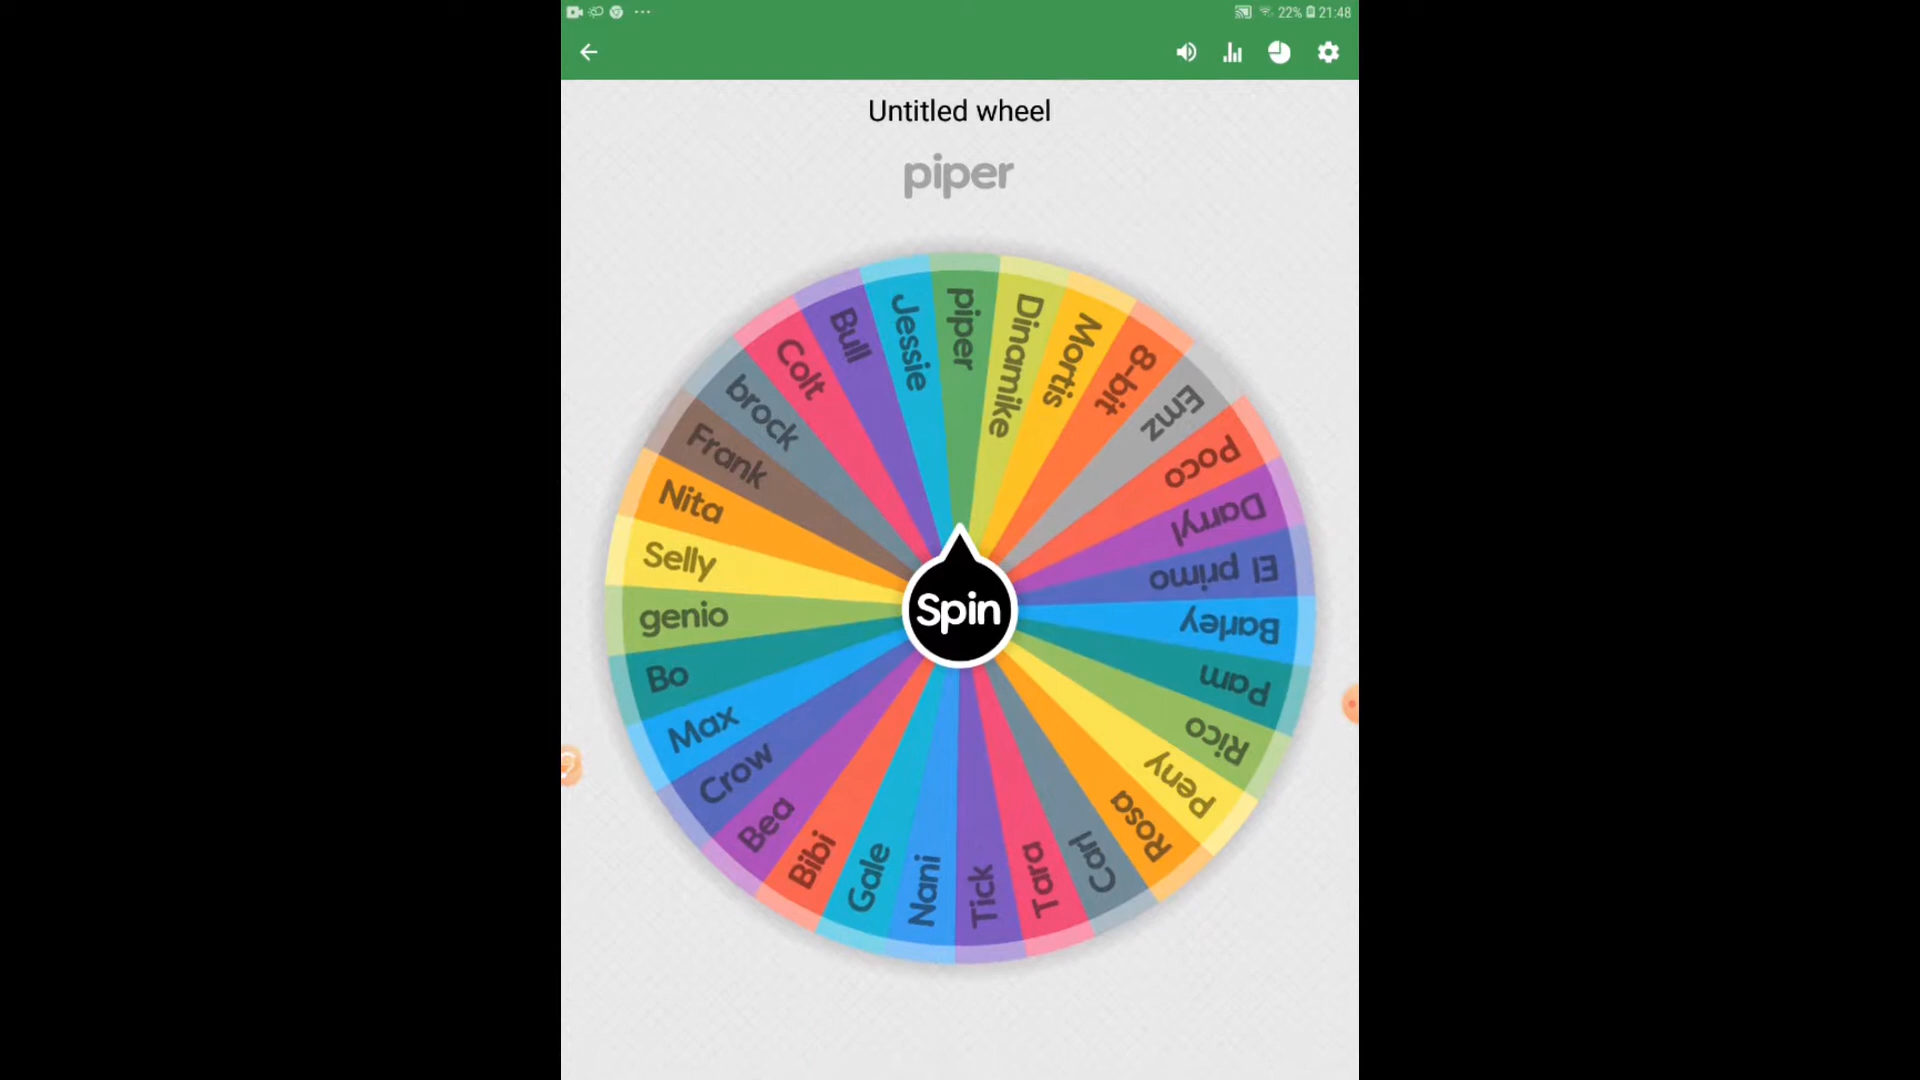 22% 21:48
Untitled wheel
piper
piper
Dinamike
Mortis
8-bit
Emz
Poco
Darryl
El primo
Barley
Pam
Rico
Peny
Rosa
Carl
Tara
Tick
Nani
Gale
Bibi
Bea
Crow
Max
Bo
genio
Selly
Nita
Frank
brock
Colt
Bull
Jessie
Spin